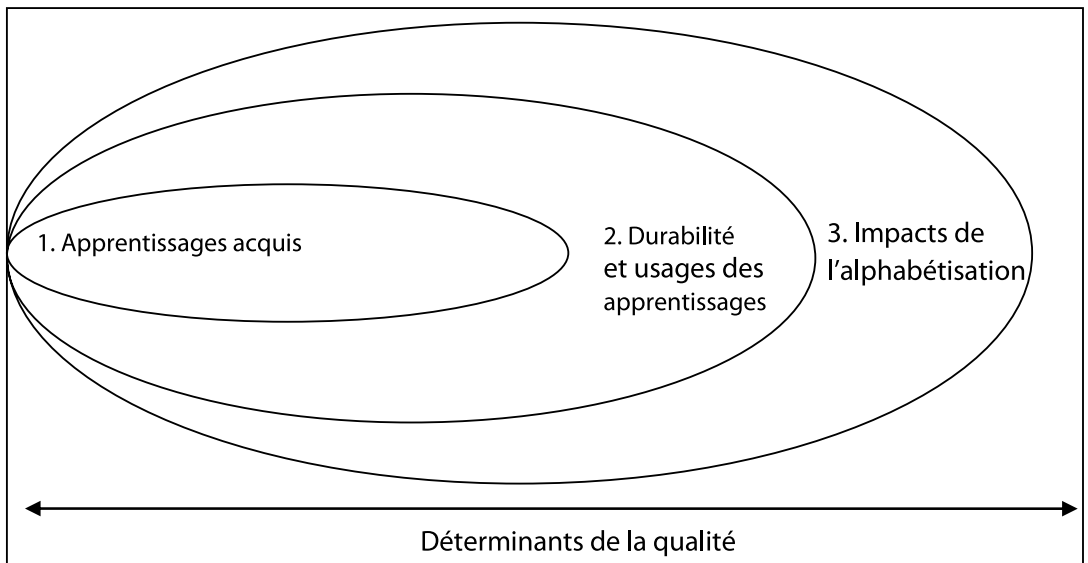 1. Apprentissages acquis
2. Durabilité
et usages des
apprentissages
3. Impacts de
l'alphabétisation
Déterminants de la qualité